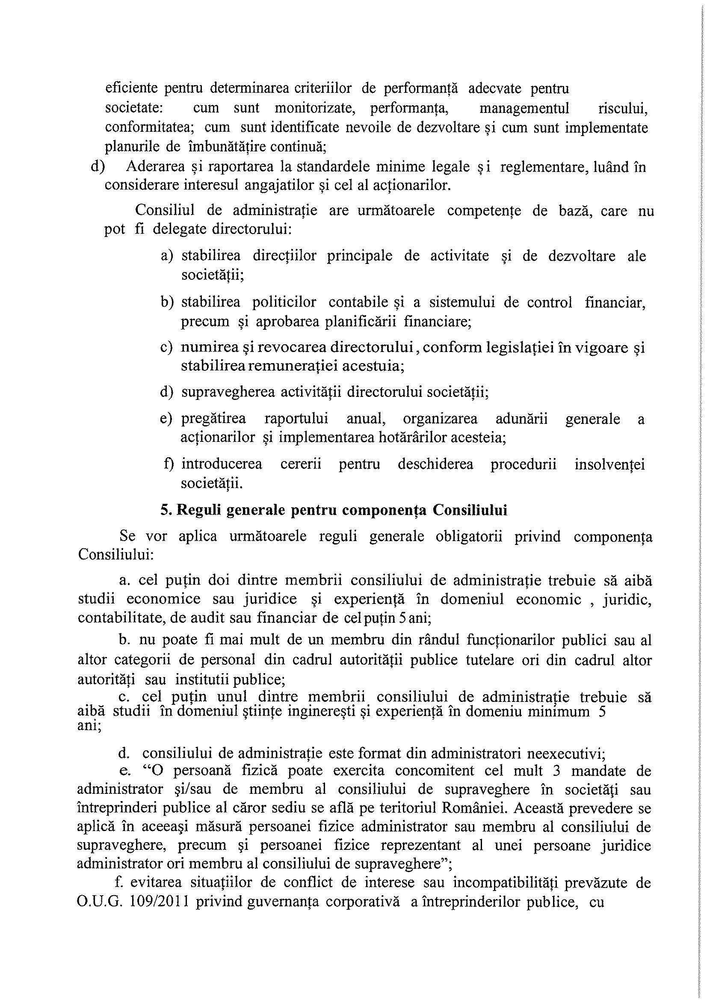 eficiente pentru determinarea criteriilor de performanță adecvate pentru
societate: cum sunt monitorizate, performanța, managementul riscului,
conformitatea; cum sunt identificate nevoile de dezvoltare și cum sunt implementate
planurile de îmbunătățire continuă;
d) Aderarea și raportarea la standardele minime legale și reglementare, luând în
considerare interesul angajatilor și cel al acționarilor.
Consiliul de administrație are următoarele competențe de bază, care nu
pot fi delegate directorului:
a) stabilirea direcțiilor principale de activitate și de dezvoltare ale
societății;
b) stabilirea politicilor contabile și a sistemului de control financiar,
precum și aprobarea planificării financiare;
c) numirea și revocarea directorului, conform legislației în vigoare și
stabilirea remunerației acestuia;
d) supravegherea activității directorului societății;
e) pregătirea raportului anual, organizarea adunării generale a
acționarilor și implementarea hotărârilor acesteia;
f) introducerea cererii pentru deschiderea procedurii insolvenței
societății.
5. Reguli generale pentru componența Consiliului
Se vor aplica următoarele reguli generale obligatorii privind componența
Consiliului:
a. cel puțin doi dintre membrii consiliului de administrație trebuie să aibă
studii economice sau juridice și experiență în domeniul economic , juridic,
contabilitate, de audit sau financiar de cel puțin 5 ani;
b. nu poate fi mai mult de un membru din rândul funcționarilor publici sau al
altor categorii de personal din cadrul autorității publice tutelare ori din cadrul altor
autorități sau institutii publice;
c. cel puțin unul dintre membrii consiliului de administrație trebuie să
aibă studii în domeniul științe inginerești și experiență în domeniu minimum 5
ani;
d. consiliului de administrație este format din administratori neexecutivi;
e. “O persoană fizică poate exercita concomitent cel mult 3 mandate de
administrator şi/sau de membru al consiliului de supraveghere în societăţi sau
întreprinderi publice al căror sediu se află pe teritoriul României. Această prevedere se
aplică în aceeaşi măsură persoanei fizice administrator sau membru al consiliului de
supraveghere, precum şi persoanei fizice reprezentant al unei persoane juridice
administrator ori membru al consiliului de supraveghere”;
f. evitarea situațiilor de conflict de interese sau incompatibilități prevăzute de
O.U.G. 109/2011 privind guvernanța corporativă a întreprinderilor publice, cu